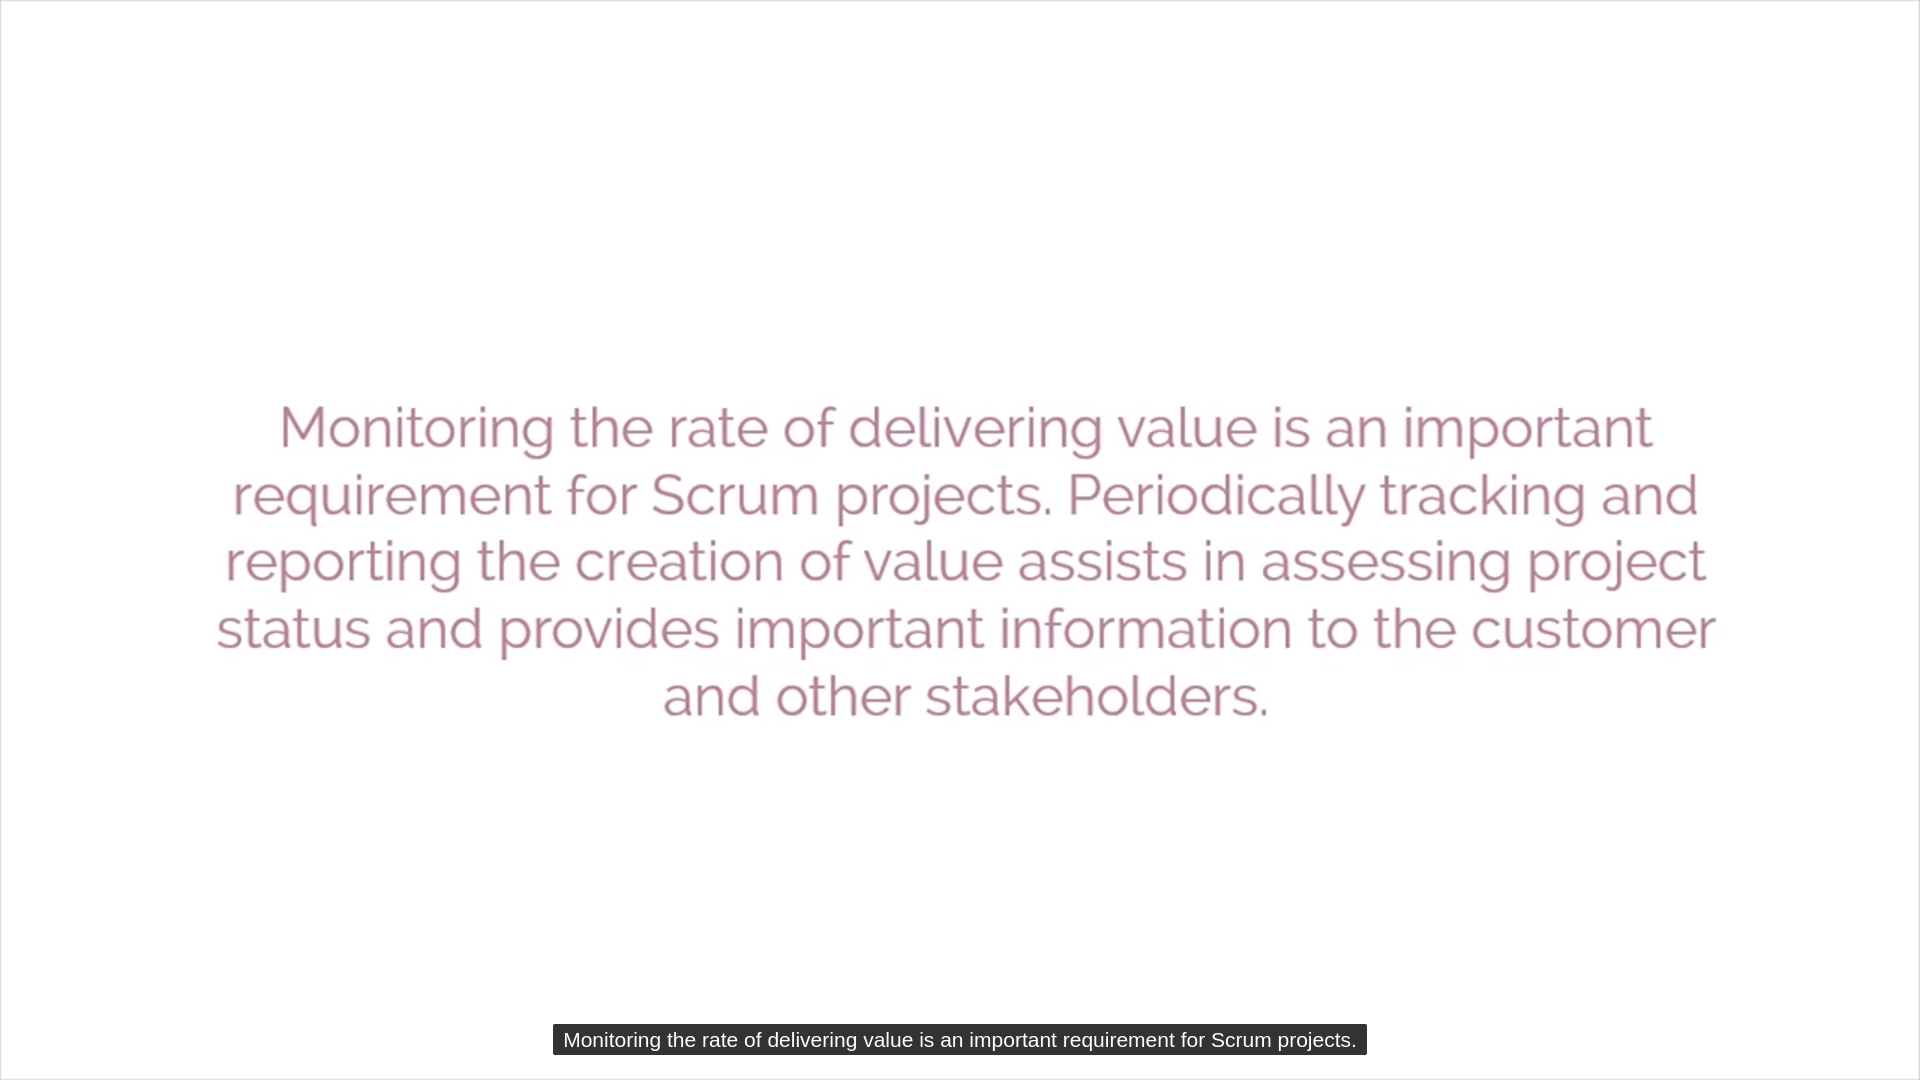 Monitoring the rate of delivering value is an important
requirement for Scrum projects. Periodically tracking and
reporting the creation of value assists in assessing project
status and provides important information to the customer
and other stakeholders.
Monitoring the rate of delivering value is an important requirement for Scrum projects.